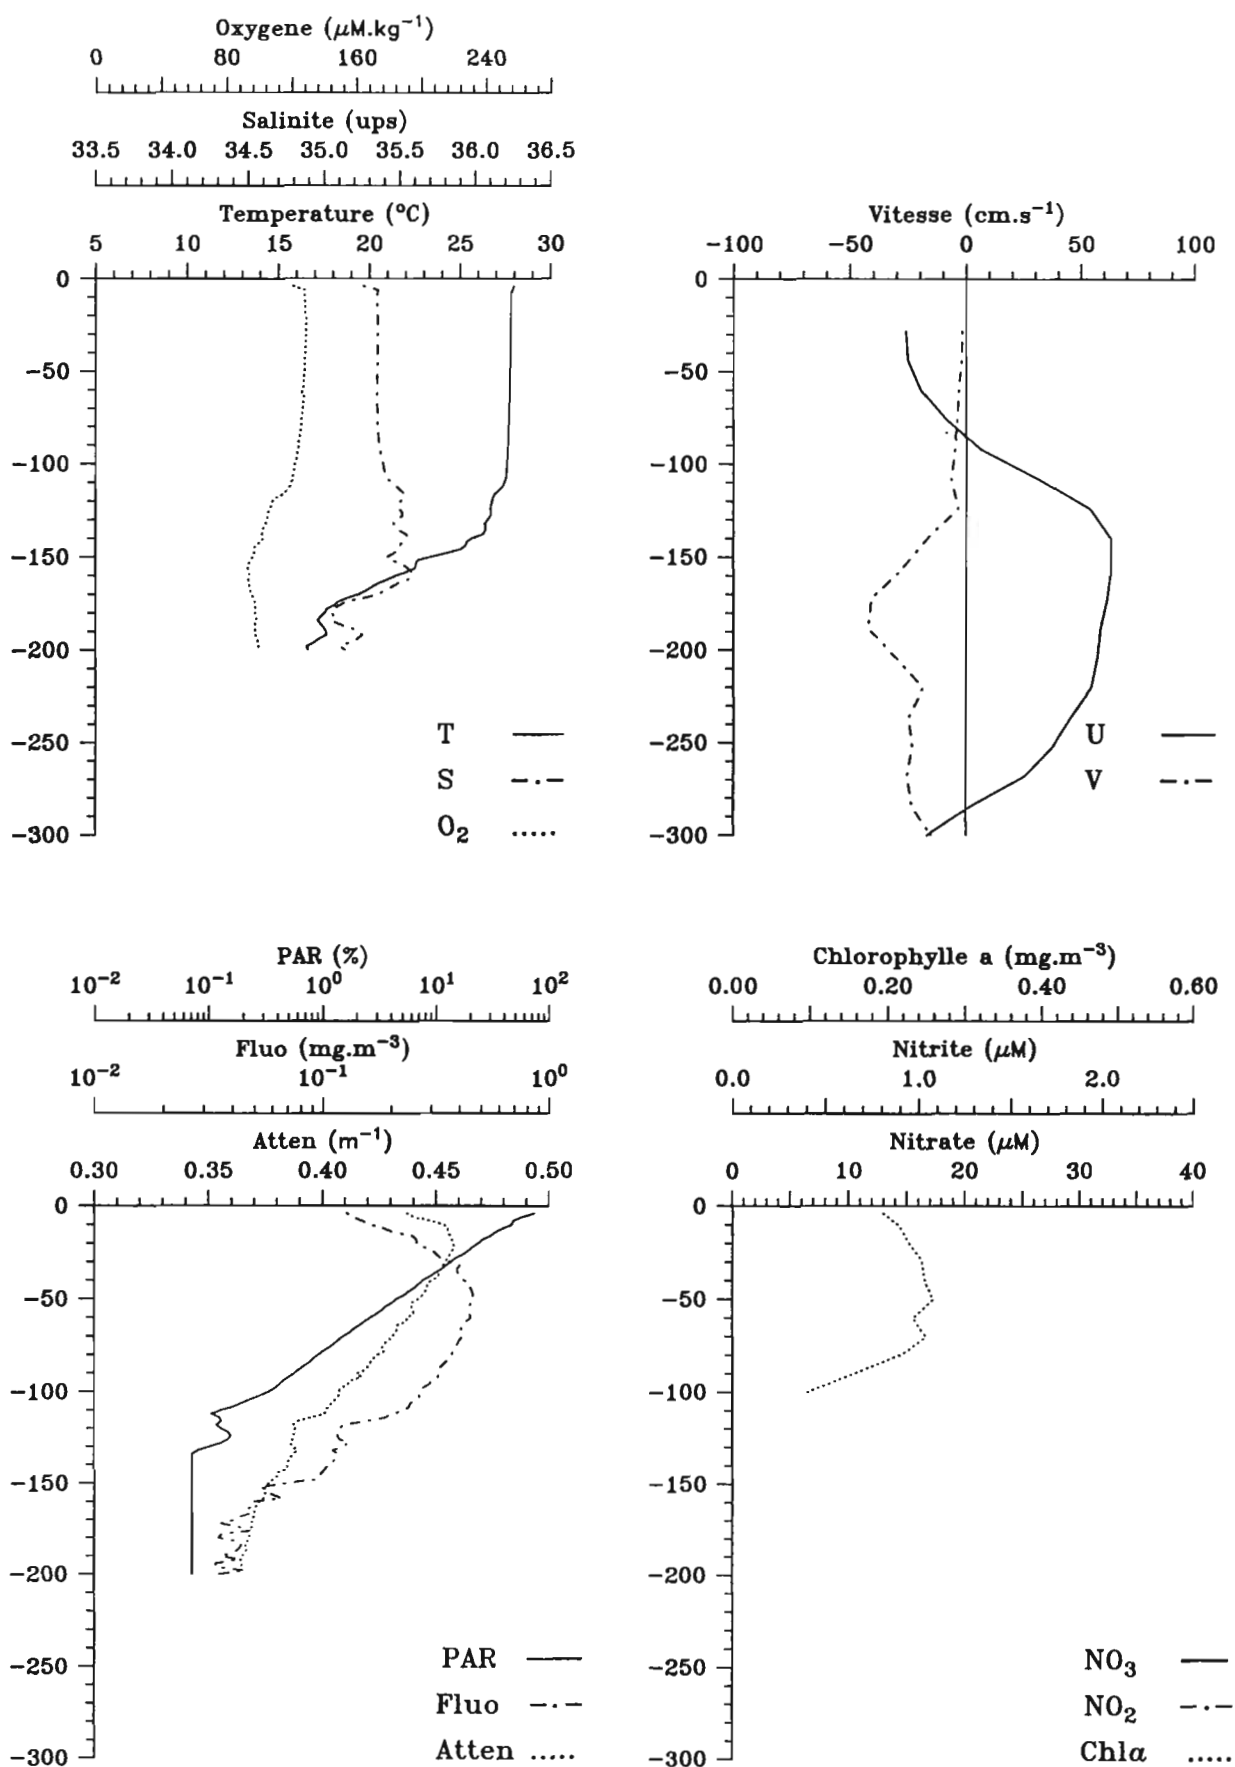 Oxygene (μM.kg⁻¹)
0 80 160 240
Salinite (ups)
33.5 34.0 34.5 35.0 35.5 36.0 36.5
Temperature (°C)
5 10 15 20 25 30
0
-50
-100
-150
-200
-250
-300
T
S
O₂
Vitesse (cm.s⁻¹)
-100 -50 0 50 100
0
-50
-100
-150
-200
-250
-300
U
V
PAR (%)
10⁻² 10⁻¹ 10⁰ 10¹ 10²
Fluo (mg.m⁻³)
10⁻² 10⁻¹ 10⁰
Atten (m⁻¹)
0.30 0.35 0.40 0.45 0.50
0
-50
-100
-150
-200
-250
-300
PAR
Fluo
Atten
Chlorophylle a (mg.m⁻³)
0.00 0.20 0.40 0.60
Nitrite (μM)
0.0 1.0 2.0
Nitrate (μM)
0 10 20 30 40
0
-50
-100
-150
-200
-250
-300
NO₃
NO₂
Chlα